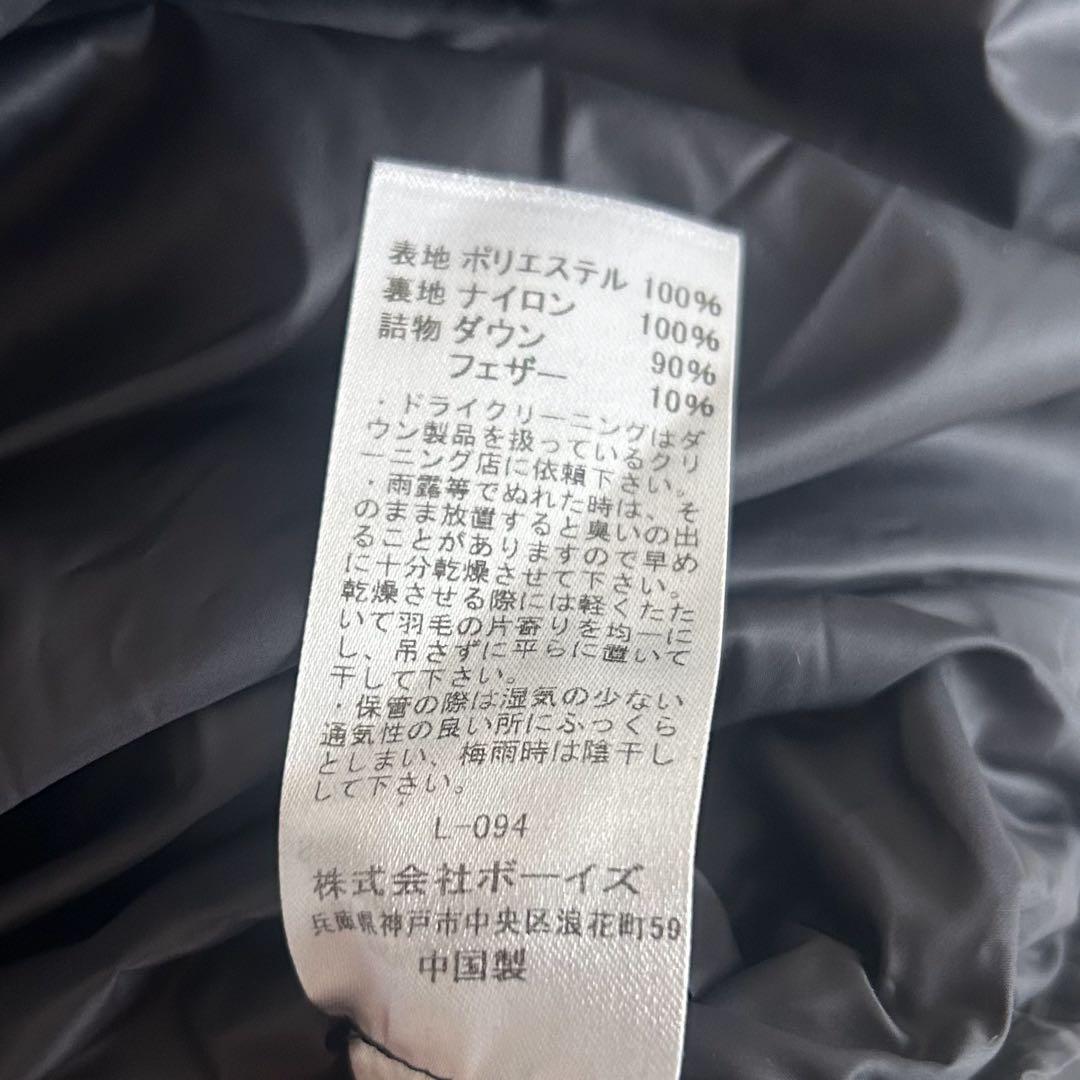 表地 ポリエステル 100%
裏地 ナイロン 100%
詰物 ダウン 90%
フェザー 10%
・ドライクリーニングはダ
ウン製品を扱っているクリ
ーニング店に依頼下さい。
・雨露等でぬれた時は、そ
のまま放置すると臭いの出
ることがありますので早め
に十分乾燥させて下さい。
乾燥させる際には軽くたた
いて羽毛の片寄りを均一に
し、吊さずに平らに置いて
干して下さい。
・保管の際は湿気の少ない
通気性の良い所にふっくら
としまい、梅雨時は陰干し
して下さい。
L-094
株式会社ボーイズ
兵庫県神戸市中央区浪花町59
中国製